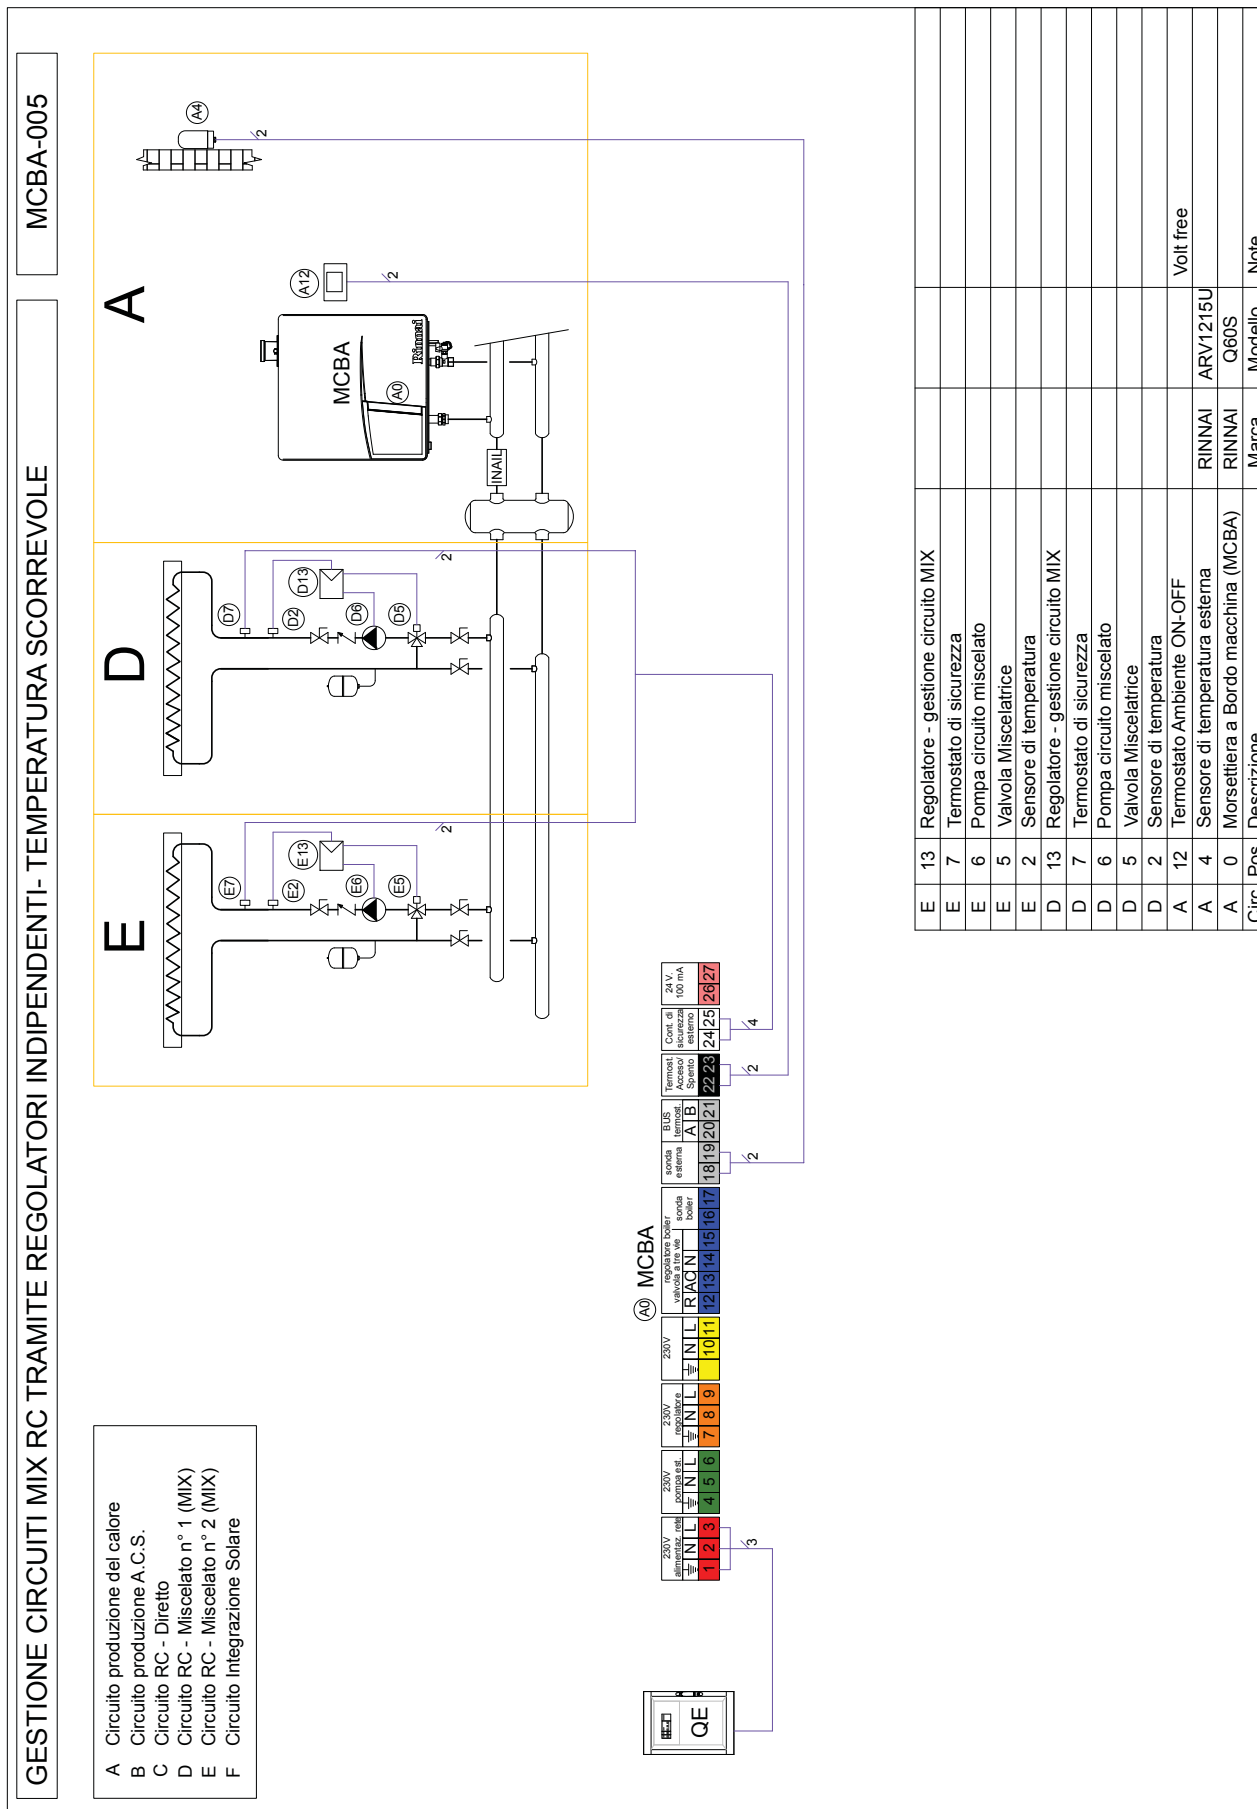 GESTIONE CIRCUITI MIX RC TRAMITE REGOLATORI INDIPENDENTI- TEMPERATURA SCORREVOLE
MCBA-005
A Circuito produzione del calore
B Circuito produzione A.C.S.
C Circuito RC - Diretto
D Circuito RC - Miscelato n° 1 (MIX)
E Circuito RC - Miscelato n° 2 (MIX)
F Circuito Integrazione Solare
E
D
A
E7
E2
E13
E6
E5
2
D7
D2
D13
D6
D5
2
INAIL
MCBA
A0
Rinnai
A12
2
A4
2
QE
3
A0 MCBA
230V alimentaz. rete
N L
1 2 3
230V pompa est.
N L
4 5 6
230V regolatore
N L
7 8 9
230V
N L
10 11
regolatore boiler
valvola a tre vie
sonda boiler
R AC N
12 13 14 15 16 17
sonda esterna
18 19
BUS termost.
A B
20 21
Termost. Acceso/ Spento
22 23
Cont. di sicurezza esterno
24 25
24 V. 100 mA
26 27
2
2
4
E 13 Regolatore - gestione circuito MIX
E 7 Termostato di sicurezza
E 6 Pompa circuito miscelato
E 5 Valvola Miscelatrice
E 2 Sensore di temperatura
D 13 Regolatore - gestione circuito MIX
D 7 Termostato di sicurezza
D 6 Pompa circuito miscelato
D 5 Valvola Miscelatrice
D 2 Sensore di temperatura
A 12 Termostato Ambiente ON-OFF Volt free
A 4 Sensore di temperatura esterna RINNAI ARV1215U
A 0 Morsettiera a Bordo macchina (MCBA) RINNAI Q60S
Circ. Pos. Descrizione Marca Modello Note